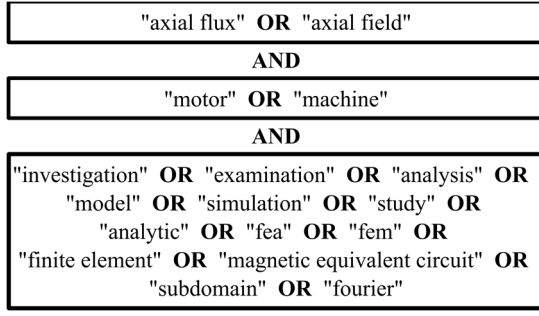 "axial flux" OR "axial field"
AND
"motor" OR "machine"
AND
"investigation" OR "examination" OR "analysis" OR
"model" OR "simulation" OR "study" OR
"analytic" OR "fea" OR "fem" OR
"finite element" OR "magnetic equivalent circuit" OR
"subdomain" OR "fourier"